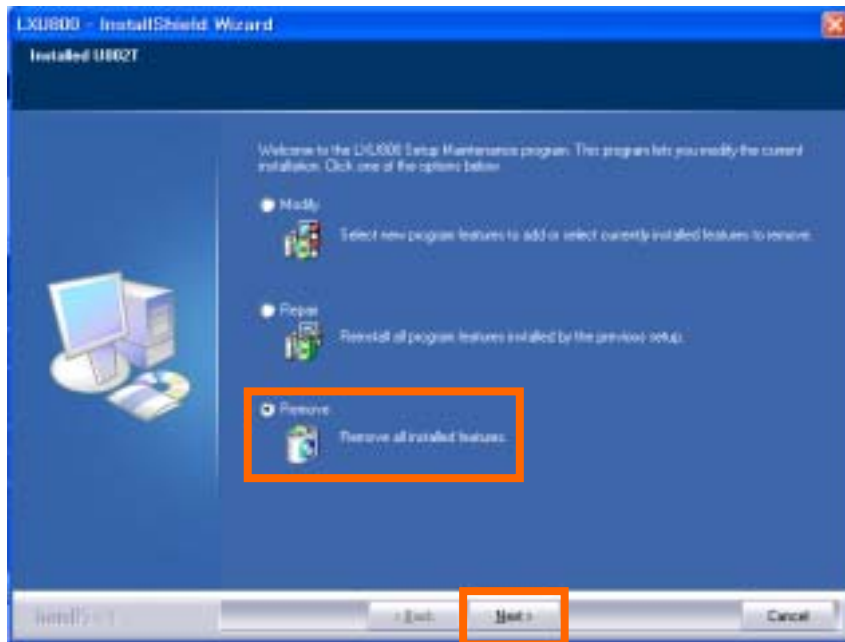 LXU800 - InstallShield Wizard
Installed U802T
Welcome to the LXU800 Setup Maintenance program. This program lets you modify the current
installation. Click one of the options below.
Modify
Select new program features to add or select currently installed features to remove.
Repair
Reinstall all program features installed by the previous setup.
Remove
Remove all installed features.
InstallShield
< Back
Next >
Cancel